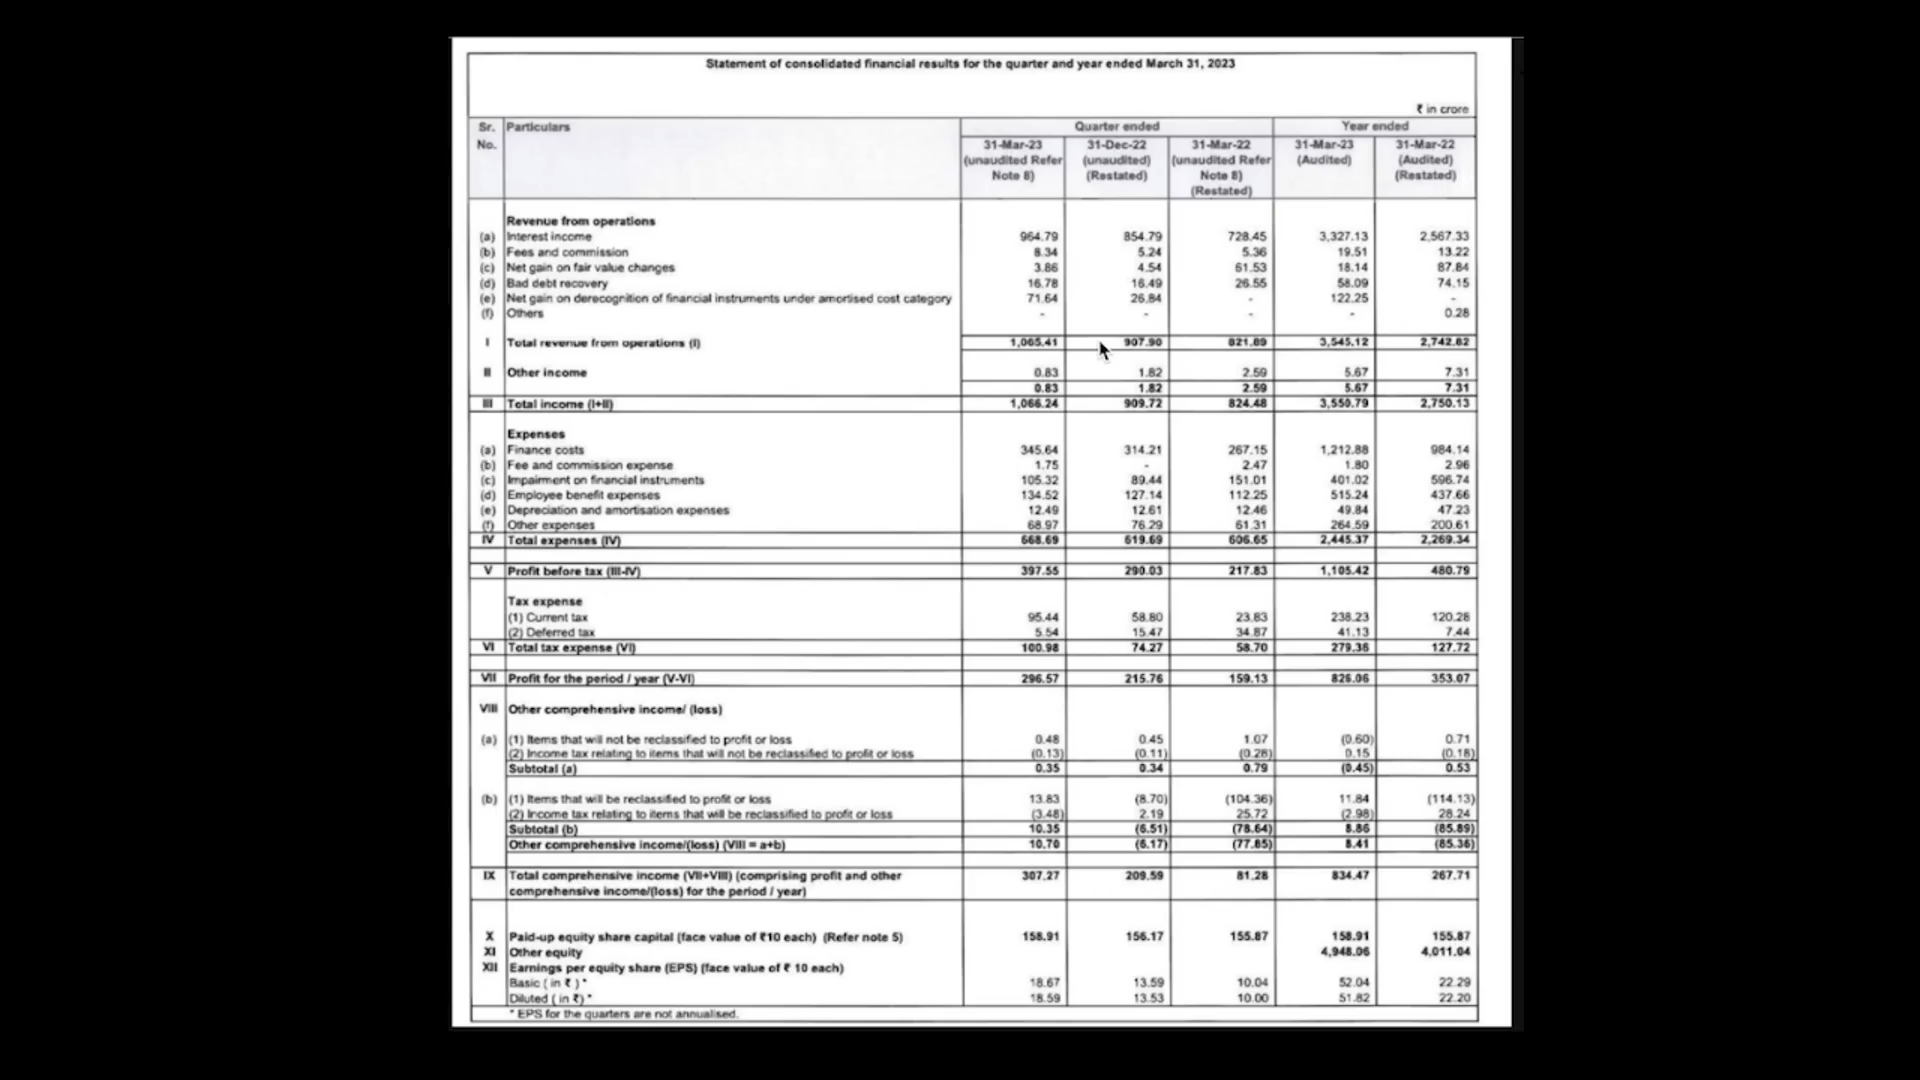 Statement of consolidated financial results for the quarter and year ended March 31, 2023
₹ in crore
Sr. No. Particulars Quarter ended Year ended
31-Mar-23 (unaudited Refer Note 8) 31-Dec-22 (unaudited) (Restated) 31-Mar-22 (unaudited Refer Note 8) (Restated) 31-Mar-23 (Audited) 31-Mar-22 (Audited) (Restated)
Revenue from operations
(a) Interest income 964.79 854.79 728.45 3,327.13 2,567.33
(b) Fees and commission 8.34 5.24 5.36 19.51 13.22
(c) Net gain on fair value changes 3.86 4.54 61.53 18.14 87.84
(d) Bad debt recovery 16.78 16.49 26.55 58.09 74.15
(e) Net gain on derecognition of financial instruments under amortised cost category 71.64 26.84 - 122.25 -
(f) Others - - - - 0.28
I Total revenue from operations (I) 1,065.41 907.90 821.89 3,545.12 2,742.82
II Other income 0.83 1.82 2.59 5.67 7.31
0.83 1.82 2.59 5.67 7.31
III Total income (I+II) 1,066.24 909.72 824.48 3,550.79 2,750.13
Expenses
(a) Finance costs 345.64 314.21 267.15 1,212.88 984.14
(b) Fee and commission expense 1.75 - 2.47 1.80 2.96
(c) Impairment on financial instruments 105.32 89.44 151.01 401.02 596.74
(d) Employee benefit expenses 134.52 127.14 112.25 515.24 437.66
(e) Depreciation and amortisation expenses 12.49 12.61 12.46 49.84 47.23
(f) Other expenses 68.97 76.29 61.31 264.59 200.61
IV Total expenses (IV) 668.69 619.69 606.65 2,445.37 2,269.34
V Profit before tax (III-IV) 397.55 290.03 217.83 1,105.42 480.79
Tax expense
(1) Current tax 95.44 58.80 23.83 238.23 120.28
(2) Deferred tax 5.54 15.47 34.87 41.13 7.44
VI Total tax expense (VI) 100.98 74.27 58.70 279.36 127.72
VII Profit for the period / year (V-VI) 296.57 215.76 159.13 826.06 353.07
VIII Other comprehensive income/ (loss)
(a) (1) Items that will not be reclassified to profit or loss 0.48 0.45 1.07 (0.60) 0.71
(2) Income tax relating to items that will not be reclassified to profit or loss (0.13) (0.11) (0.28) 0.15 (0.18)
Subtotal (a) 0.35 0.34 0.79 (0.45) 0.53
(b) (1) Items that will be reclassified to profit or loss 13.83 (8.70) (104.36) 11.84 (114.13)
(2) Income tax relating to items that will be reclassified to profit or loss (3.48) 2.19 25.72 (2.98) 28.24
Subtotal (b) 10.35 (6.51) (78.64) 8.86 (85.89)
Other comprehensive income/(loss) (VIII = a+b) 10.70 (6.17) (77.85) 8.41 (85.36)
IX Total comprehensive income (VII+VIII) (comprising profit and other 307.27 209.59 81.28 834.47 267.71
comprehensive income/(loss) for the period / year)
X Paid-up equity share capital (face value of ₹10 each) (Refer note 5) 158.91 156.17 155.87 158.91 155.87
XI Other equity 4,948.06 4,011.04
XII Earnings per equity share (EPS) (face value of ₹ 10 each)
Basic ( in ₹ ) * 18.67 13.59 10.04 52.04 22.29
Diluted ( in ₹) * 18.59 13.53 10.00 51.82 22.20
* EPS for the quarters are not annualised.